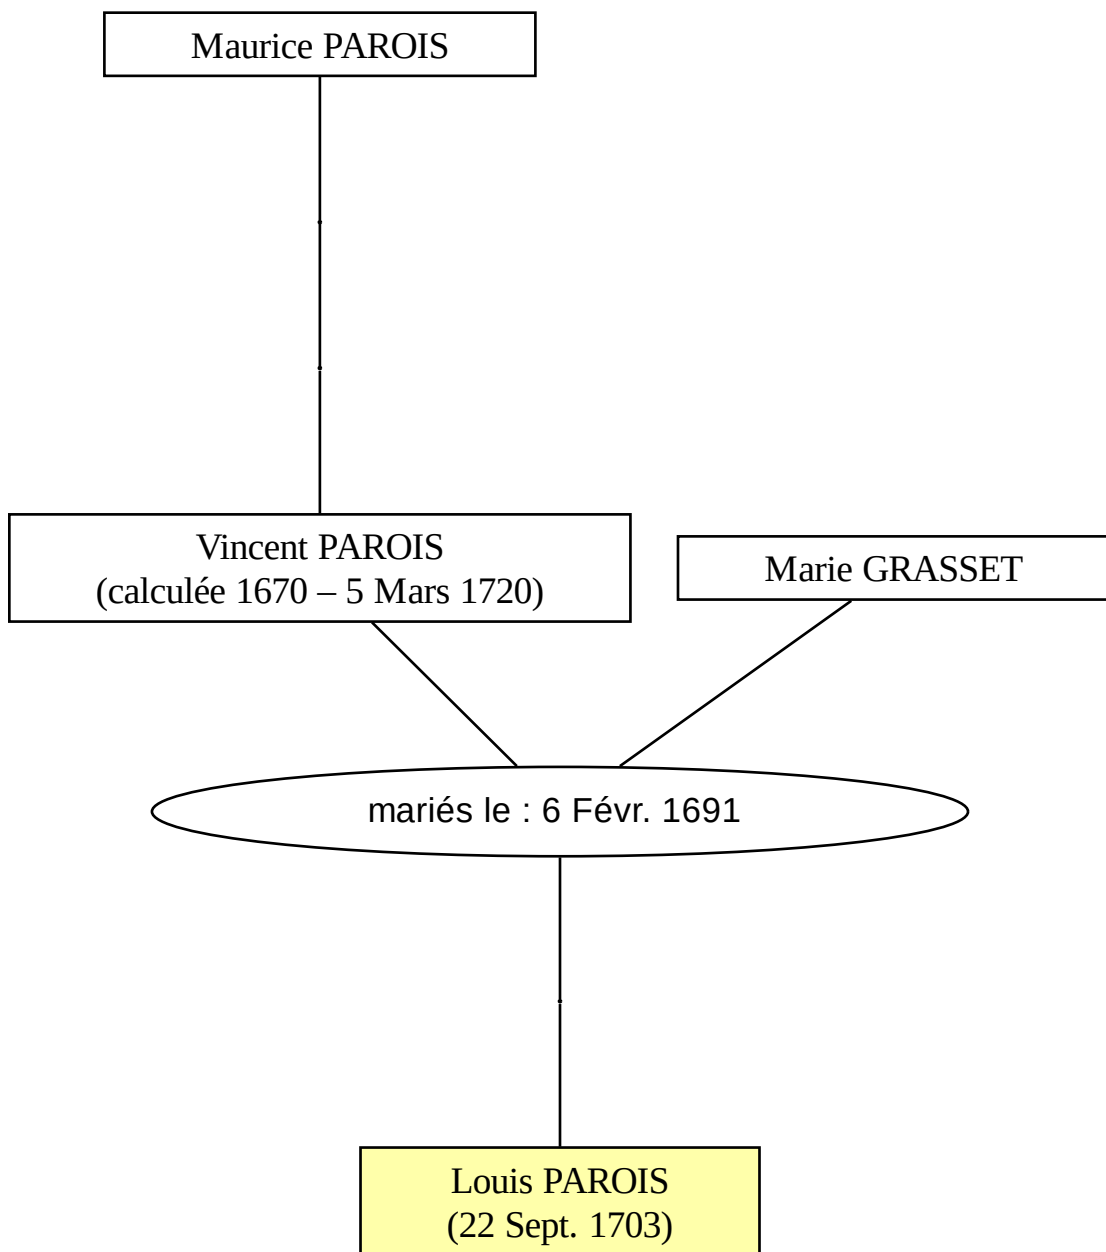 Maurice PAROIS
Vincent PAROIS
(calculée 1670 – 5 Mars 1720)
Marie GRASSET
mariés le : 6 Févr. 1691
Louis PAROIS
(22 Sept. 1703)